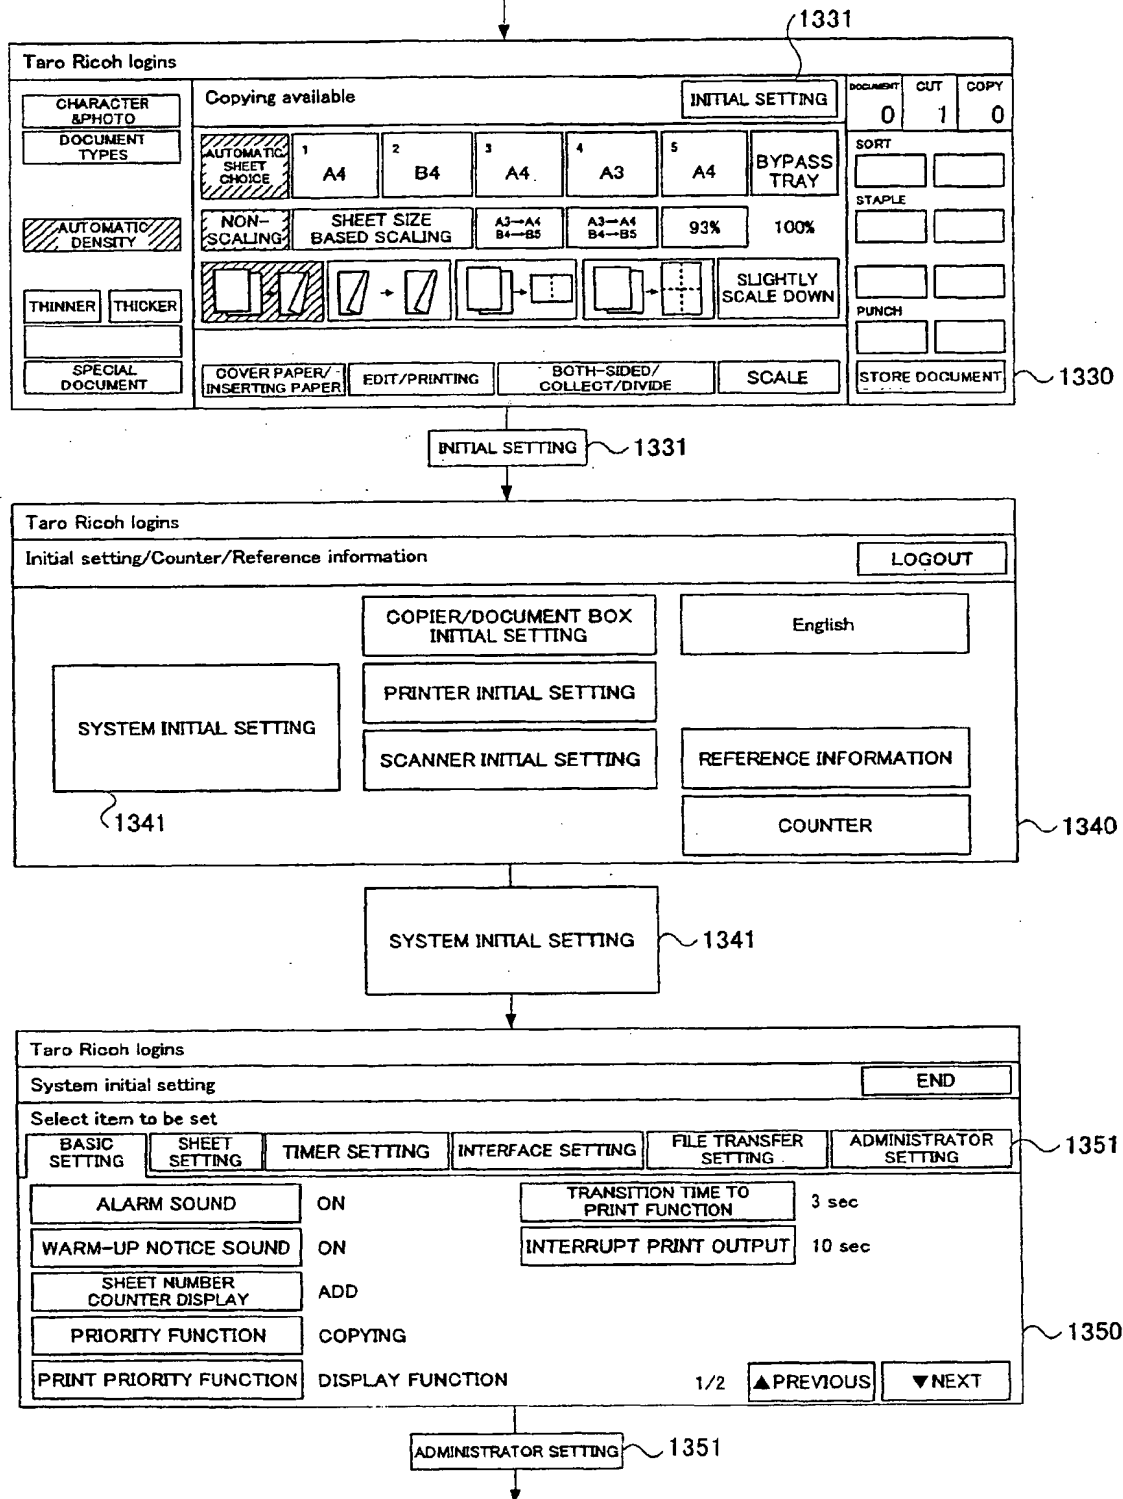 1331
Taro Ricoh logins
CHARACTER
&PHOTO
DOCUMENT
TYPES
AUTOMATIC
DENSITY
THINNER THICKER
SPECIAL
DOCUMENT
Copying available
INITIAL SETTING
AUTOMATIC
SHEET
CHOICE
1
A4
2
B4
3
A4
4
A3
5
A4
BYPASS
TRAY
NON-
SCALING
SHEET SIZE
BASED SCALING
A3→A4
B4→B5
A3→A4
B4→B5
93%
100%
SLIGHTLY
SCALE DOWN
COVER PAPER/
INSERTING PAPER
EDIT/PRINTING
BOTH-SIDED/
COLLECT/DIVIDE
SCALE
DOCUMENT
0
CUT
1
COPY
0
SORT
STAPLE
PUNCH
STORE DOCUMENT
1330
INITIAL SETTING
1331
Taro Ricoh logins
Initial setting/Counter/Reference information
LOGOUT
SYSTEM INITIAL SETTING
1341
COPIER/DOCUMENT BOX
INITIAL SETTING
PRINTER INITIAL SETTING
SCANNER INITIAL SETTING
English
REFERENCE INFORMATION
COUNTER
1340
SYSTEM INITIAL SETTING
1341
Taro Ricoh logins
System initial setting
END
Select item to be set
BASIC
SETTING
SHEET
SETTING
TIMER SETTING
INTERFACE SETTING
FILE TRANSFER
SETTING
ADMINISTRATOR
SETTING
1351
ALARM SOUND ON
WARM-UP NOTICE SOUND ON
SHEET NUMBER
COUNTER DISPLAY
ADD
PRIORITY FUNCTION COPYING
PRINT PRIORITY FUNCTION DISPLAY FUNCTION
TRANSITION TIME TO
PRINT FUNCTION
3 sec
INTERRUPT PRINT OUTPUT 10 sec
1350
1/2 ▲PREVIOUS ▼NEXT
ADMINISTRATOR SETTING
1351